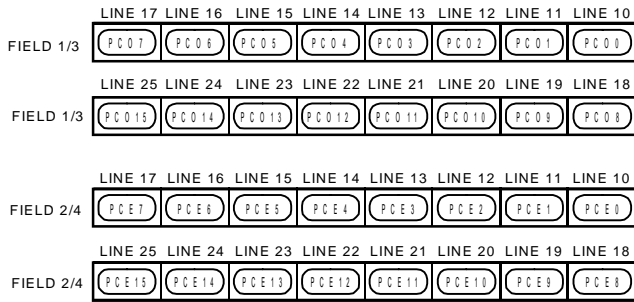 LINE 17 LINE 16 LINE 15 LINE 14 LINE 13 LINE 12 LINE 11 LINE 10
FIELD 1/3 PCO7 PCO6 PCO5 PCO4 PCO3 PCO2 PCO1 PCO0
LINE 25 LINE 24 LINE 23 LINE 22 LINE 21 LINE 20 LINE 19 LINE 18
FIELD 1/3 PCO15 PCO14 PCO13 PCO12 PCO11 PCO10 PCO9 PCO8
LINE 17 LINE 16 LINE 15 LINE 14 LINE 13 LINE 12 LINE 11 LINE 10
FIELD 2/4 PCE7 PCE6 PCE5 PCE4 PCE3 PCE2 PCE1 PCE0
LINE 25 LINE 24 LINE 23 LINE 22 LINE 21 LINE 20 LINE 19 LINE 18
FIELD 2/4 PCE15 PCE14 PCE13 PCE12 PCE11 PCE10 PCE9 PCE8